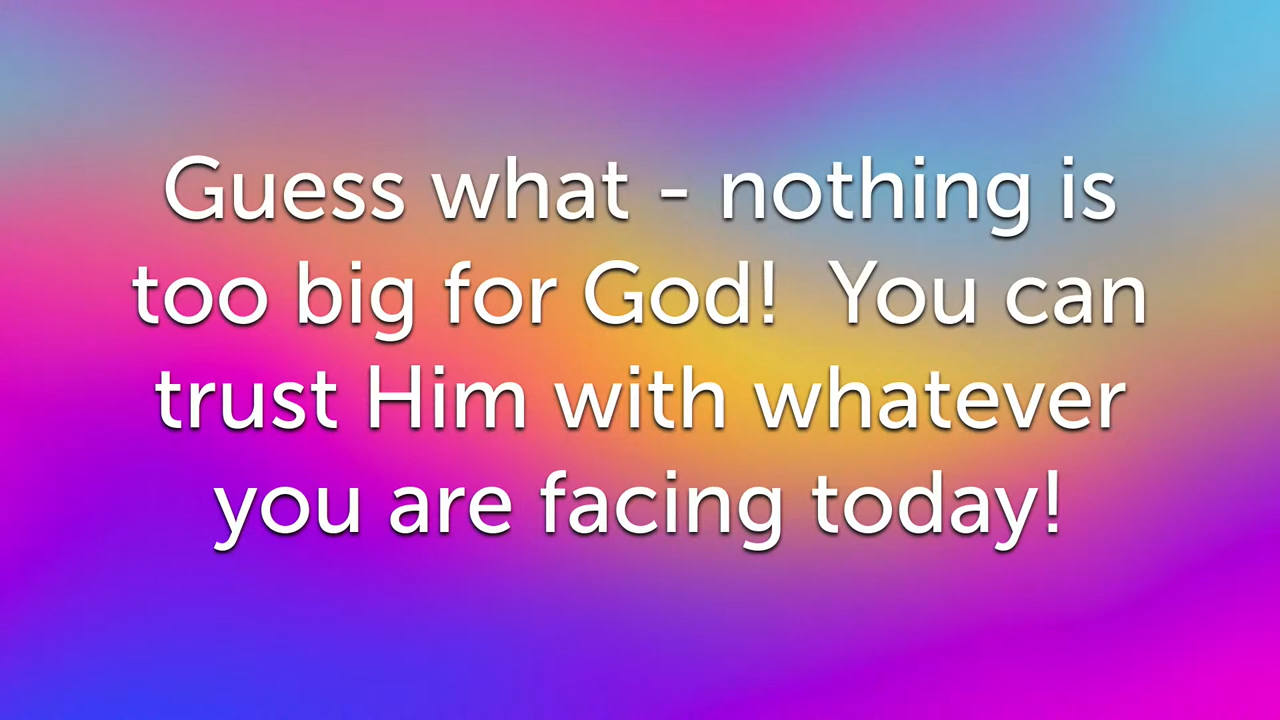 Guess what - nothing is
too big for God!  You can
trust Him with whatever
you are facing today!